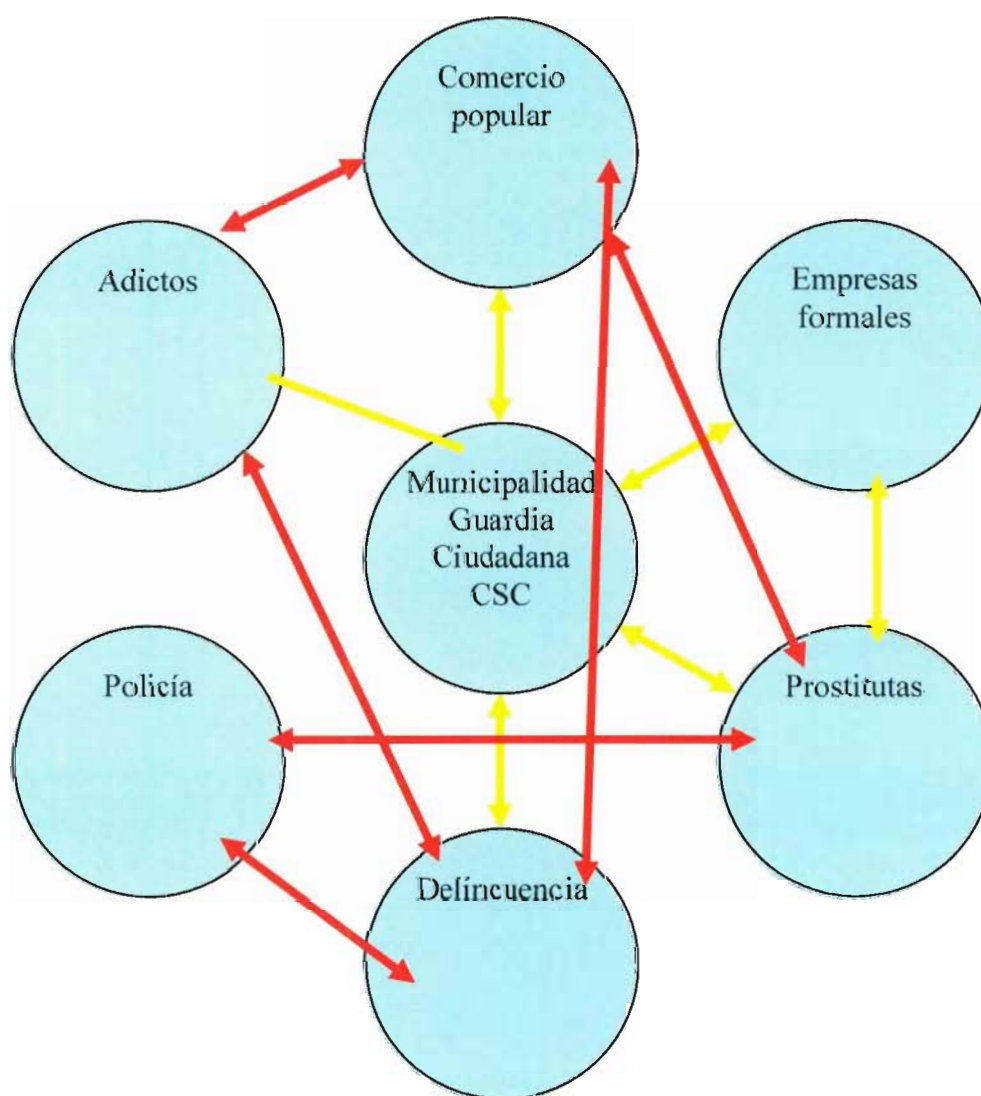 Comercio
popular
Adictos
Empresas
formales
Municipalidad
Guardia
Ciudadana
CSC
Policía
Prostitutas
Delincuencia